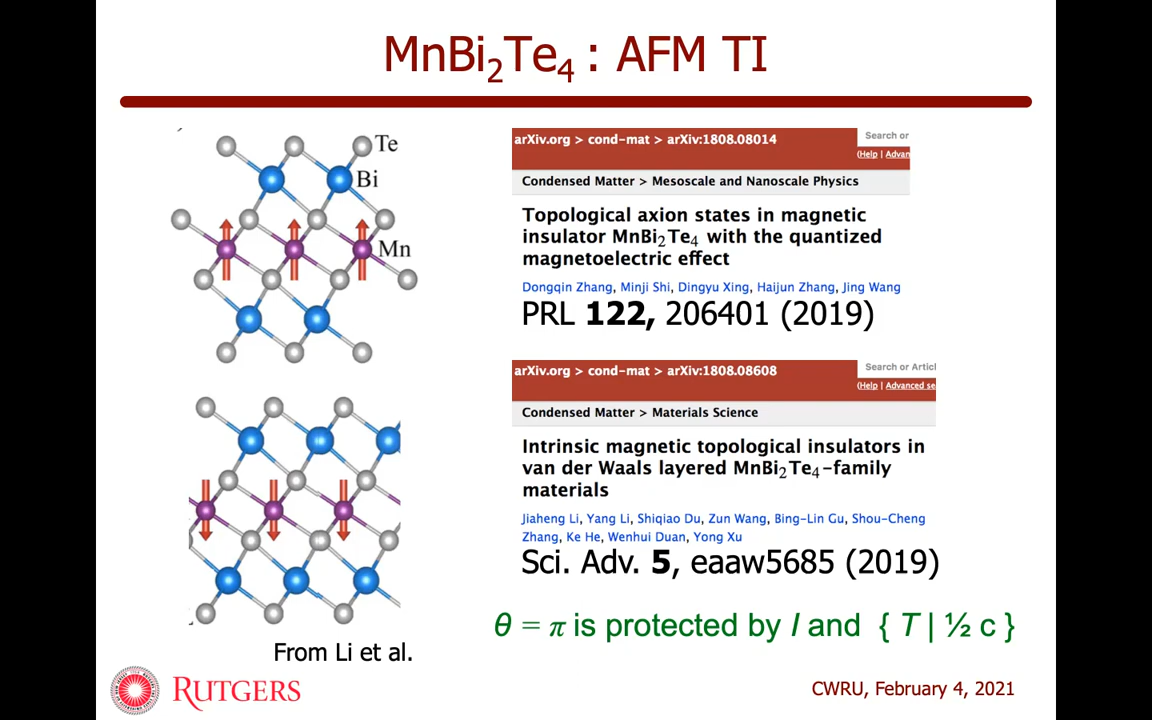 MnBi₂Te₄ : AFM TI
Te
Bi
Mn
From Li et al.
arXiv.org > cond-mat > arXiv:1808.08014
Search or
(Help | Advan
Condensed Matter > Mesoscale and Nanoscale Physics
Topological axion states in magnetic
insulator MnBi₂Te₄ with the quantized
magnetoelectric effect
Dongqin Zhang, Minji Shi, Dingyu Xing, Haijun Zhang, Jing Wang
PRL 122, 206401 (2019)
arXiv.org > cond-mat > arXiv:1808.08608
Search or Articl
(Help | Advanced se
Condensed Matter > Materials Science
Intrinsic magnetic topological insulators in
van der Waals layered MnBi₂Te₄-family
materials
Jiaheng Li, Yang Li, Shiqiao Du, Zun Wang, Bing-Lin Gu, Shou-Cheng
Zhang, Ke He, Wenhui Duan, Yong Xu
Sci. Adv. 5, eaaw5685 (2019)
θ = π is protected by I and { T | ½ c }
RUTGERS
CWRU, February 4, 2021